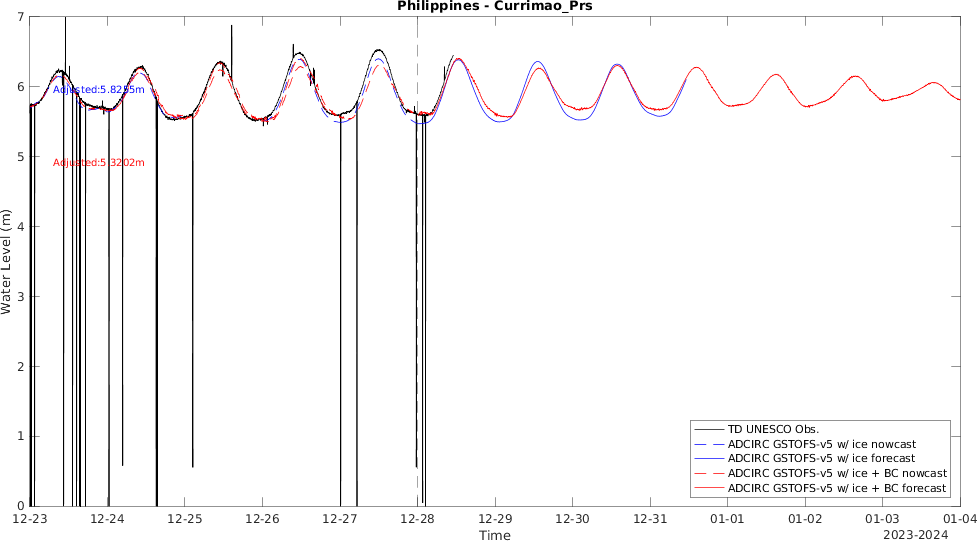 Philippines - Currimao_Prs
7
6
5
4
3
2
1
0
Water Level (m)
Adjusted:5.8255m
Adjusted:5.3202m
TD UNESCO Obs.
ADCIRC GSTOFS-v5 w/ ice nowcast
ADCIRC GSTOFS-v5 w/ ice forecast
ADCIRC GSTOFS-v5 w/ ice + BC nowcast
ADCIRC GSTOFS-v5 w/ ice + BC forecast
12-23 12-24 12-25 12-26 12-27 12-28 12-29 12-30 12-31 01-01 01-02 01-03 01-04
Time
2023-2024